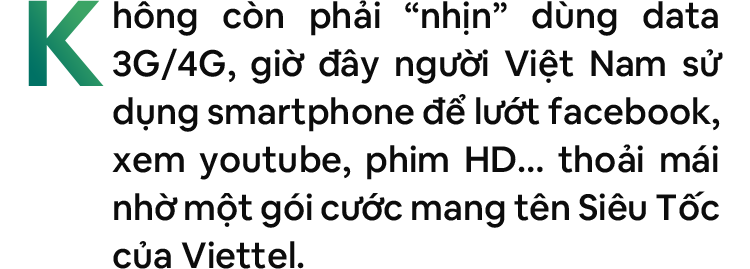 Không còn phải “nhịn” dùng data
3G/4G, giờ đây người Việt Nam sử
dụng smartphone để lướt facebook,
xem youtube, phim HD... thoải mái
nhờ một gói cước mang tên Siêu Tốc
của Viettel.